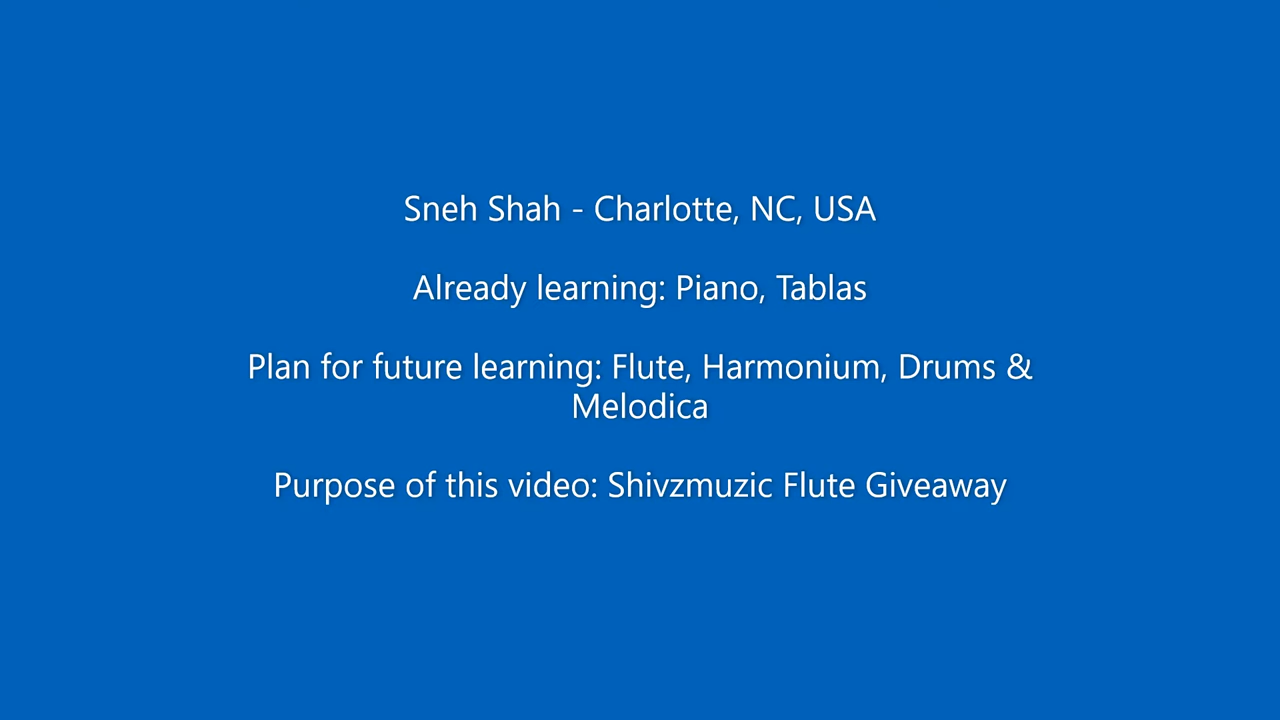 Sneh Shah - Charlotte, NC, USA
Already learning: Piano, Tablas
Plan for future learning: Flute, Harmonium, Drums &
Melodica
Purpose of this video: Shivzmuzic Flute Giveaway